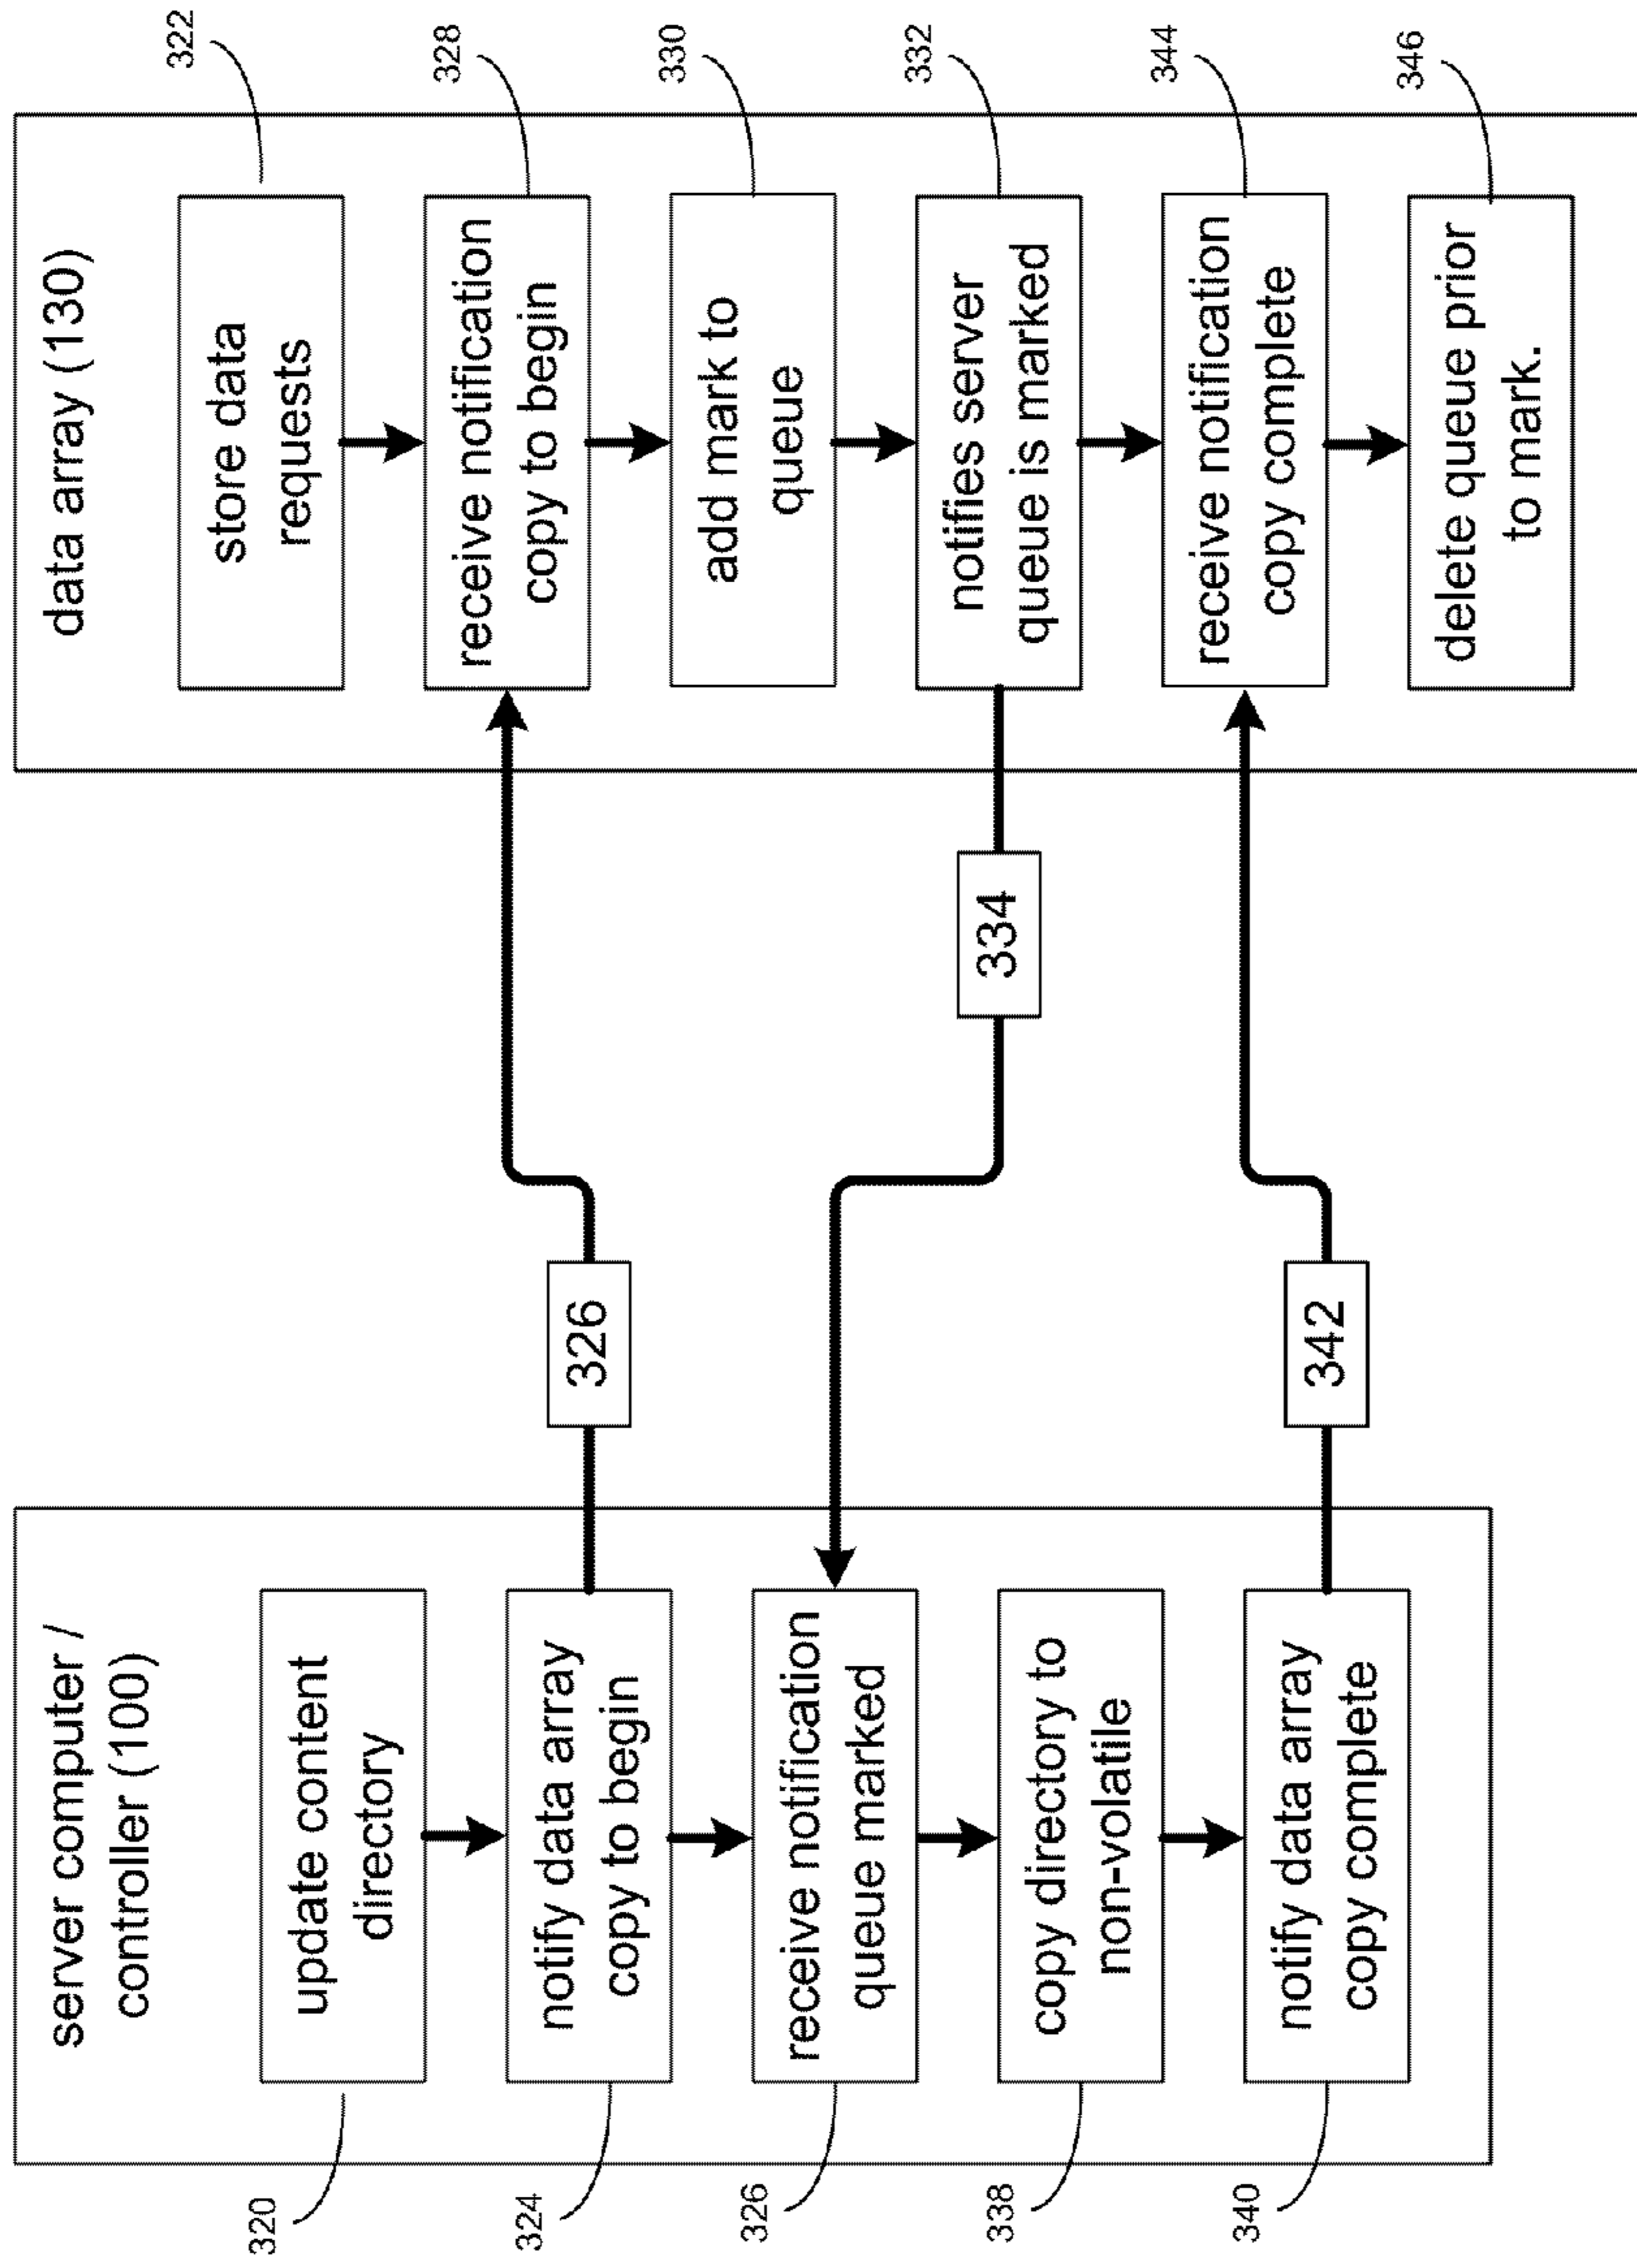 server computer /
controller (100)
320
update content
directory
324
notify data array
copy to begin
326
receive notification
queue marked
338
copy directory to
non-volatile
340
notify data array
copy complete
326
334
342
data array (130)
322
store data
requests
328
receive notification
copy to begin
330
add mark to
queue
332
notifies server
queue is marked
344
receive notification
copy complete
346
delete queue prior
to mark.